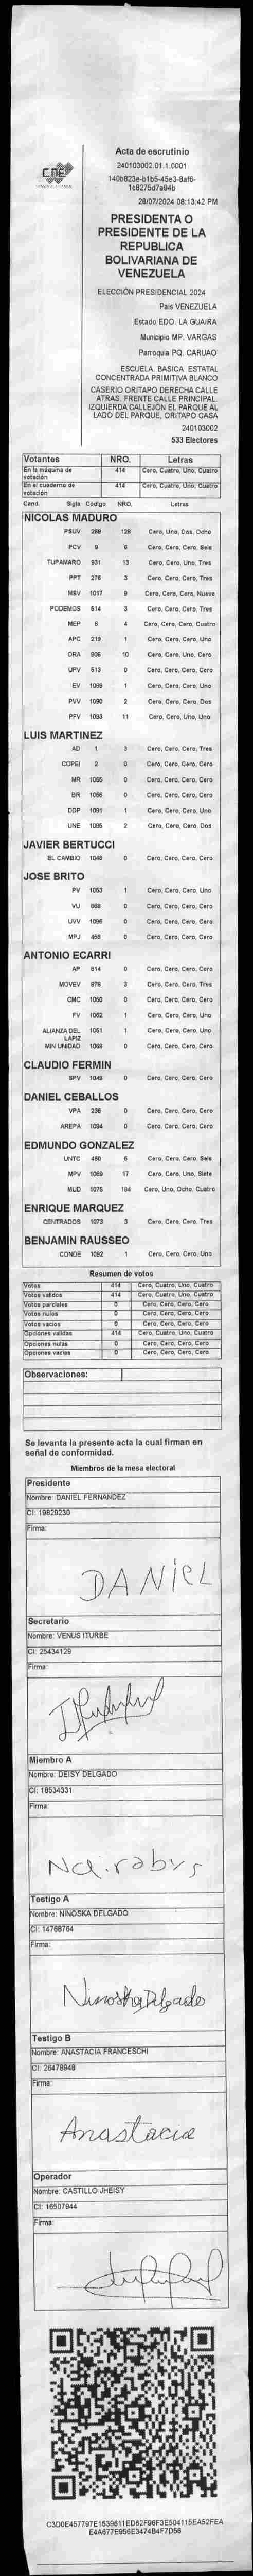 CNE
Acta de escrutinio
240103002.01.1.0001
140b823e-b1b5-45e3-8af6-
1c8275d7a94b
28/07/2024 08:13:42 PM
PRESIDENTA O
PRESIDENTE DE LA
REPUBLICA
BOLIVARIANA DE
VENEZUELA
ELECCIÓN PRESIDENCIAL 2024
País VENEZUELA
Estado EDO. LA GUAIRA
Municipio MP. VARGAS
Parroquia PQ. CARUAO
ESCUELA. BASICA. ESTATAL
CONCENTRADA PRIMITIVA BLANCO
CASERIO ORITAPO DERECHA CALLE
ATRAS. FRENTE CALLE PRINCIPAL.
IZQUIERDA CALLEJÓN EL PARQUE AL
LADO DEL PARQUE, ORITAPO CASA
240103002
533 Electores
Votantes NRO. Letras
En la máquina de votación 414 Cero, Cuatro, Uno, Cuatro
En el cuaderno de votación 414 Cero, Cuatro, Uno, Cuatro
Cand. Sigla Código NRO. Letras
NICOLAS MADURO
PSUV 269 128 Cero, Uno, Dos, Ocho
PCV 9 6 Cero, Cero, Cero, Seis
TUPAMARO 931 13 Cero, Cero, Uno, Tres
PPT 276 3 Cero, Cero, Cero, Tres
MSV 1017 9 Cero, Cero, Cero, Nueve
PODEMOS 514 3 Cero, Cero, Cero, Tres
MEP 6 4 Cero, Cero, Cero, Cuatro
APC 219 1 Cero, Cero, Cero, Uno
ORA 906 10 Cero, Cero, Uno, Cero
UPV 513 0 Cero, Cero, Cero, Cero
EV 1089 1 Cero, Cero, Cero, Uno
PVV 1090 2 Cero, Cero, Cero, Dos
PFV 1093 11 Cero, Cero, Uno, Uno
LUIS MARTINEZ
AD 1 3 Cero, Cero, Cero, Tres
COPEI 2 0 Cero, Cero, Cero, Cero
MR 1065 0 Cero, Cero, Cero, Cero
BR 1066 0 Cero, Cero, Cero, Cero
DDP 1091 1 Cero, Cero, Cero, Uno
UNE 1095 2 Cero, Cero, Cero, Dos
JAVIER BERTUCCI
EL CAMBIO 1049 0 Cero, Cero, Cero, Cero
JOSE BRITO
PV 1053 1 Cero, Cero, Cero, Uno
VU 669 0 Cero, Cero, Cero, Cero
UVV 1096 0 Cero, Cero, Cero, Cero
MPJ 458 0 Cero, Cero, Cero, Cero
ANTONIO ECARRI
AP 814 0 Cero, Cero, Cero, Cero
MOVEV 878 3 Cero, Cero, Cero, Tres
CMC 1050 0 Cero, Cero, Cero, Cero
FV 1062 1 Cero, Cero, Cero, Uno
ALIANZA DEL LAPIZ 1051 1 Cero, Cero, Cero, Uno
MIN UNIDAD 1069 0 Cero, Cero, Cero, Cero
CLAUDIO FERMIN
SPV 1048 0 Cero, Cero, Cero, Cero
DANIEL CEBALLOS
VPA 236 0 Cero, Cero, Cero, Cero
AREPA 1094 0 Cero, Cero, Cero, Cero
EDMUNDO GONZALEZ
UNTC 460 6 Cero, Cero, Cero, Seis
MPV 1069 17 Cero, Cero, Uno, Siete
MUD 1075 184 Cero, Uno, Ocho, Cuatro
ENRIQUE MARQUEZ
CENTRADOS 1073 3 Cero, Cero, Cero, Tres
BENJAMIN RAUSSEO
CONDE 1092 1 Cero, Cero, Cero, Uno
Resumen de votos
Votos 414 Cero, Cuatro, Uno, Cuatro
Votos validos 414 Cero, Cuatro, Uno, Cuatro
Votos parciales 0 Cero, Cero, Cero, Cero
Votos nulos 0 Cero, Cero, Cero, Cero
Votos vacios 0 Cero, Cero, Cero, Cero
Opciones validas 414 Cero, Cuatro, Uno, Cuatro
Opciones nulas 0 Cero, Cero, Cero, Cero
Opciones vacias 0 Cero, Cero, Cero, Cero
Observaciones:
Se levanta la presente acta la cual firman en
señal de conformidad.
Miembros de la mesa electoral
Presidente
Nombre: DANIEL FERNANDEZ
CI: 19629230
Firma:
DANiEL
Secretario
Nombre: VENUS ITURBE
CI: 25434129
Firma:
Miembro A
Nombre: DEISY DELGADO
CI: 18534331
Firma:
Nairobys
Testigo A
Nombre: NINOSKA DELGADO
CI: 14768764
Firma:
Ninoska Delgado
Testigo B
Nombre: ANASTACIA FRANCESCHI
CI: 26478948
Firma:
Anastacia
Operador
Nombre: CASTILLO JHEISY
CI: 16507944
Firma:
C3D0E457797E1539611ED62F98F3E504115EA52FEA
E4A677E956E3474B4F7D56